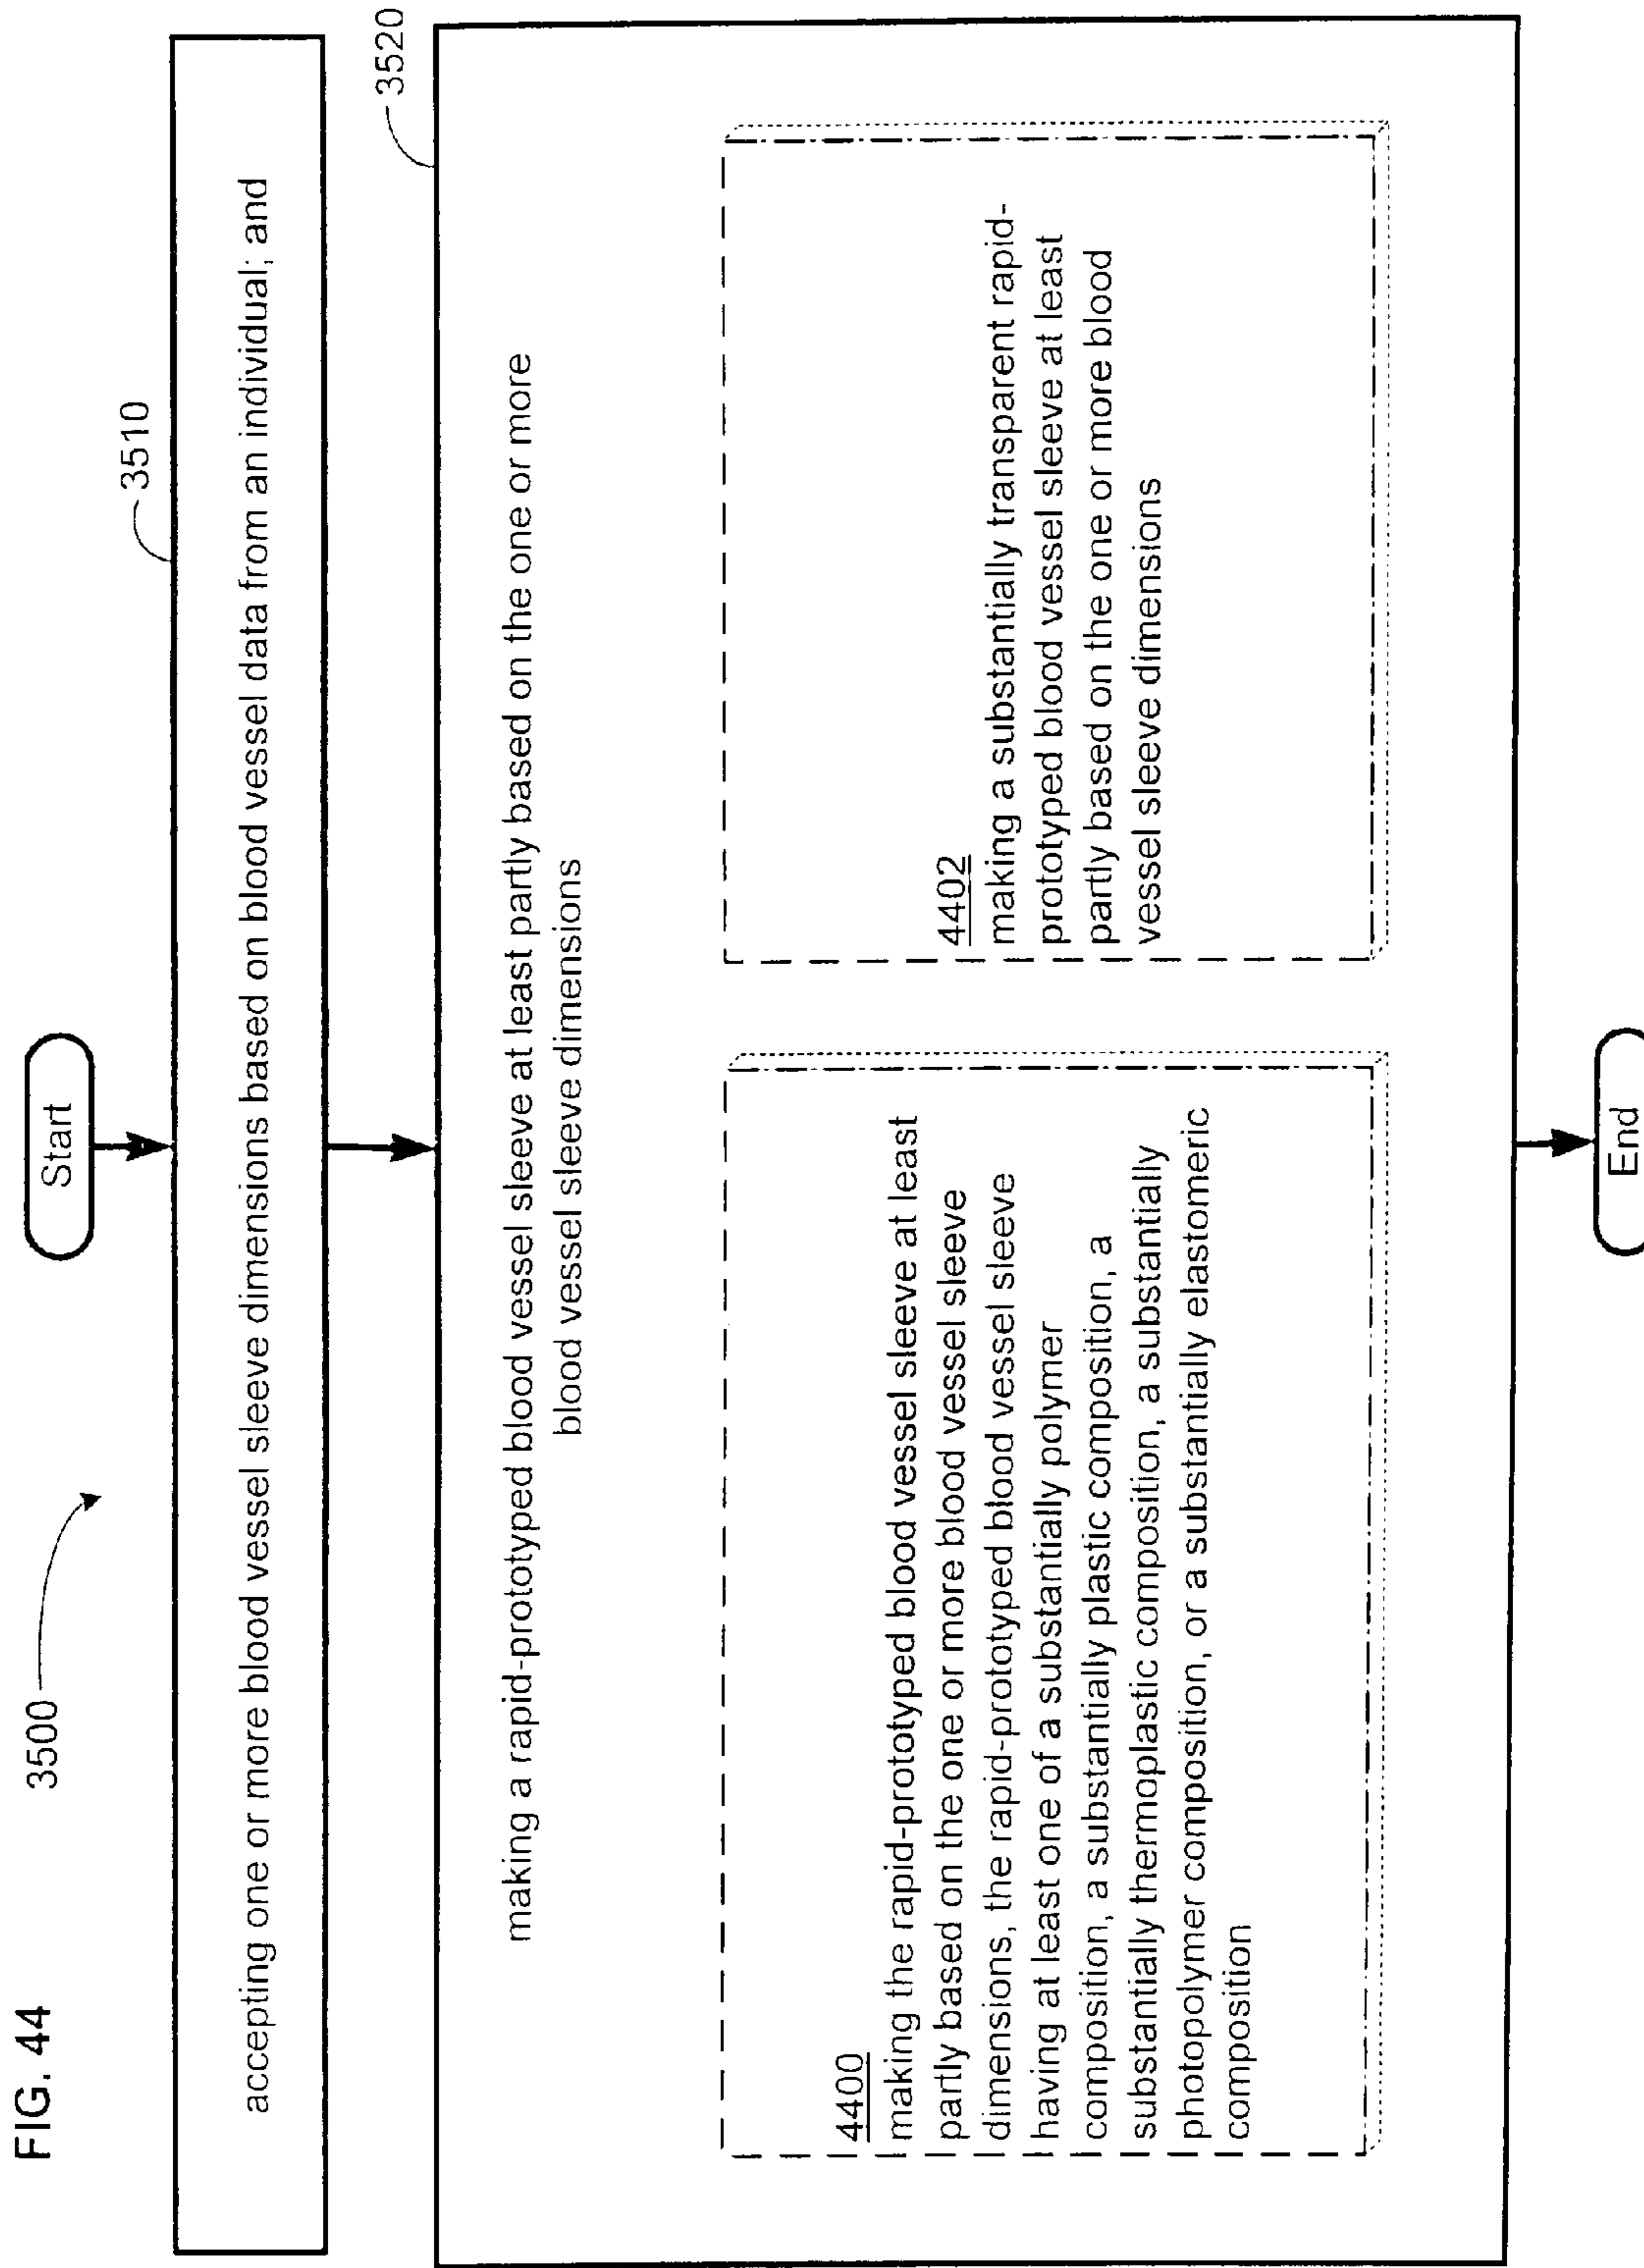 FIG. 44
3500
Start
3510
accepting one or more blood vessel sleeve dimensions based on blood vessel data from an individual; and
3520
making a rapid-prototyped blood vessel sleeve at least partly based on the one or more
blood vessel sleeve dimensions
4400
making the rapid-prototyped blood vessel sleeve at least
partly based on the one or more blood vessel sleeve
dimensions, the rapid-prototyped blood vessel sleeve
having at least one of a substantially polymer
composition, a substantially plastic composition, a
substantially thermoplastic composition, a substantially
photopolymer composition, or a substantially elastomeric
composition
4402
making a substantially transparent rapid-
prototyped blood vessel sleeve at least
partly based on the one or more blood
vessel sleeve dimensions
End